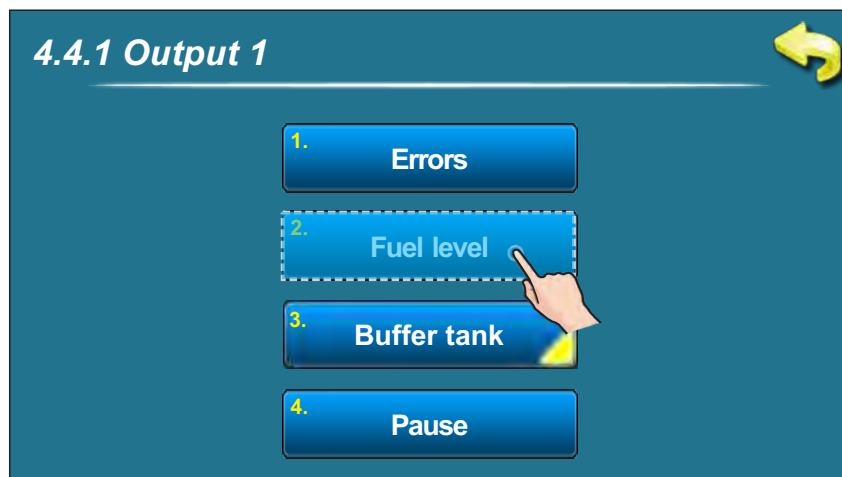 4.4.1 Output 1
1.
Errors
2.
Fuel level
3.
Buffer tank
4.
Pause